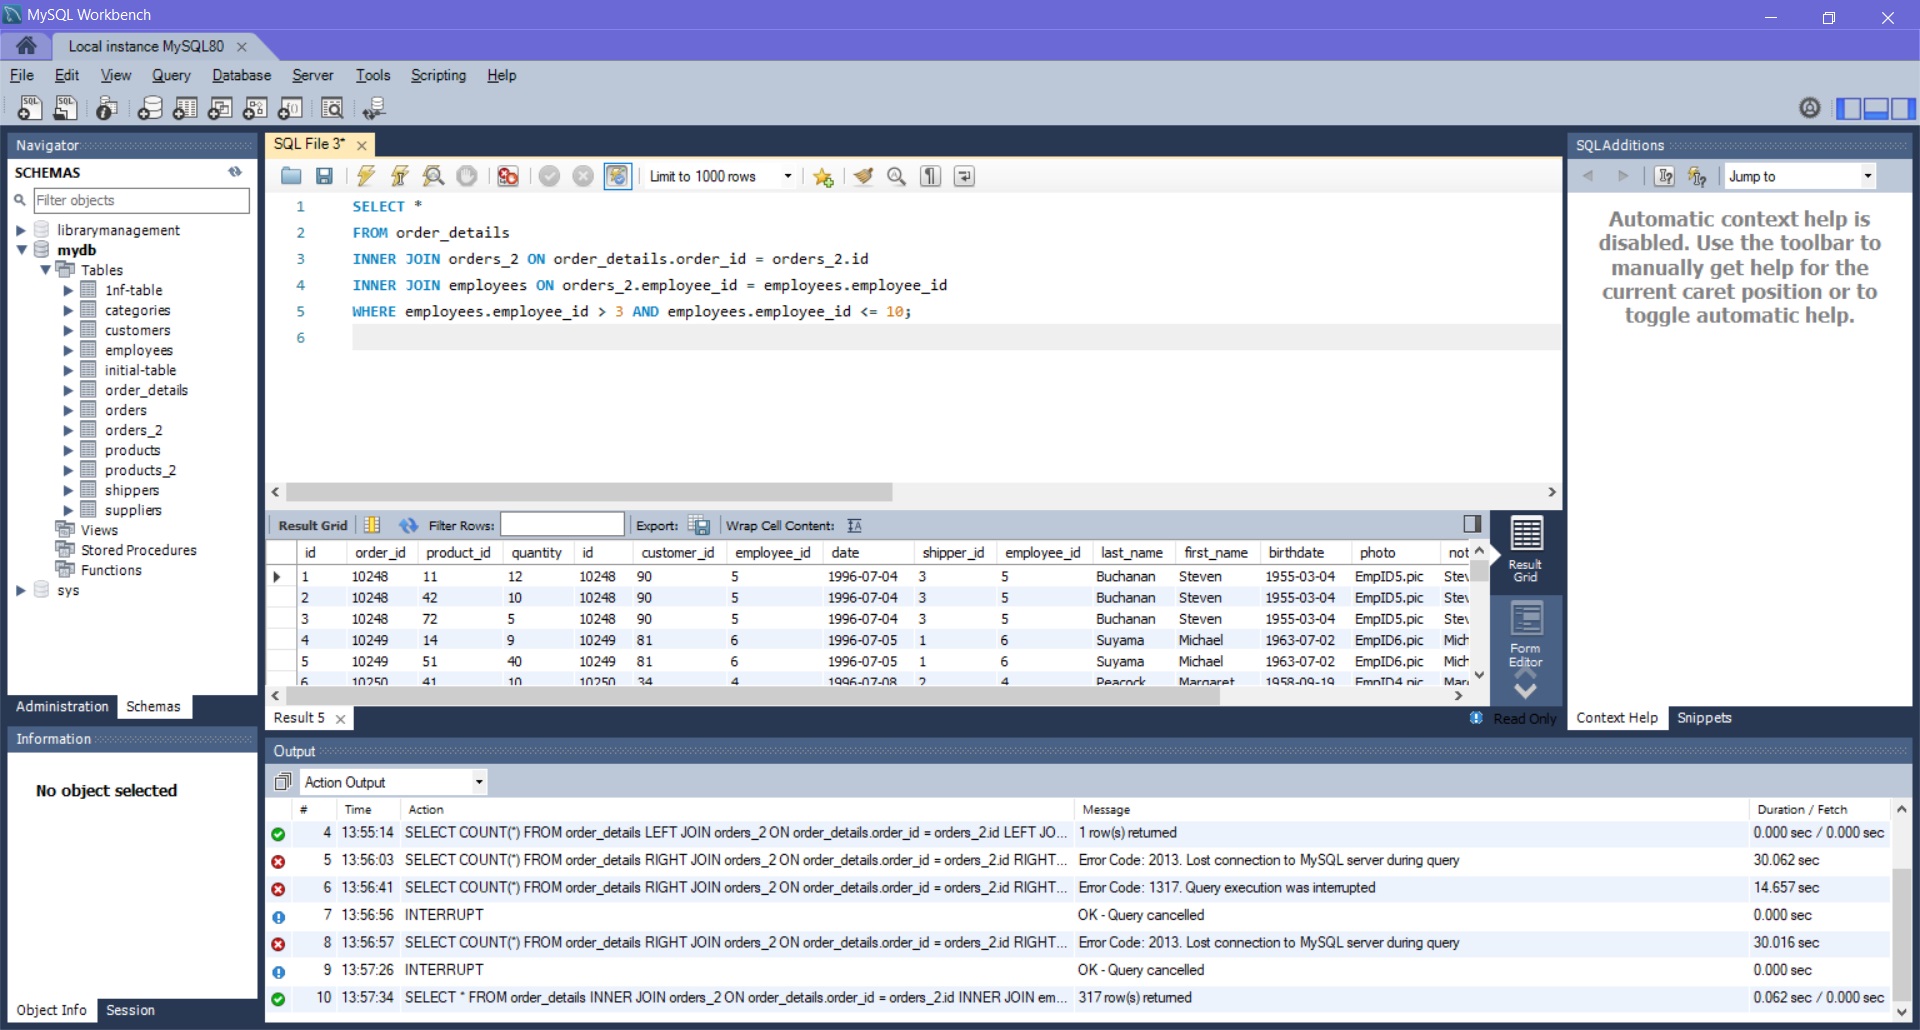 MySQL Workbench
Local instance MySQL80
File Edit View Query Database Server Tools Scripting Help
Navigator
SCHEMAS
Filter objects
librarymanagement
mydb
Tables
1nf-table
categories
customers
employees
initial-table
order_details
orders
orders_2
products
products_2
shippers
suppliers
Views
Stored Procedures
Functions
sys
Administration Schemas
Information
No object selected
Object Info Session
SQL File 3*
Limit to 1000 rows
1 SELECT *
2 FROM order_details
3 INNER JOIN orders_2 ON order_details.order_id = orders_2.id
4 INNER JOIN employees ON orders_2.employee_id = employees.employee_id
5 WHERE employees.employee_id > 3 AND employees.employee_id <= 10;
6
Result Grid Filter Rows: Export: Wrap Cell Content:
id order_id product_id quantity id customer_id employee_id date shipper_id employee_id last_name first_name birthdate photo not
1 10248 11 12 10248 90 5 1996-07-04 3 5 Buchanan Steven 1955-03-04 EmpID5.pic Stev
2 10248 42 10 10248 90 5 1996-07-04 3 5 Buchanan Steven 1955-03-04 EmpID5.pic Stev
3 10248 72 5 10248 90 5 1996-07-04 3 5 Buchanan Steven 1955-03-04 EmpID5.pic Stev
4 10249 14 9 10249 81 6 1996-07-05 1 6 Suyama Michael 1963-07-02 EmpID6.pic Mich
5 10249 51 40 10249 81 6 1996-07-05 1 6 Suyama Michael 1963-07-02 EmpID6.pic Mich
6 10250 41 10 10250 34 4 1996-07-08 2 4 Peacock Margaret 1958-09-19 EmpID4.pic Mar
Result Grid
Form Editor
Result 5
Read Only
SQLAdditions
Jump to
Automatic context help is
disabled. Use the toolbar to
manually get help for the
current caret position or to
toggle automatic help.
Context Help Snippets
Output
Action Output
# Time Action Message Duration / Fetch
4 13:55:14 SELECT COUNT(*) FROM order_details LEFT JOIN orders_2 ON order_details.order_id = orders_2.id LEFT JO... 1 row(s) returned 0.000 sec / 0.000 sec
5 13:56:03 SELECT COUNT(*) FROM order_details RIGHT JOIN orders_2 ON order_details.order_id = orders_2.id RIGHT... Error Code: 2013. Lost connection to MySQL server during query 30.062 sec
6 13:56:41 SELECT COUNT(*) FROM order_details RIGHT JOIN orders_2 ON order_details.order_id = orders_2.id RIGHT... Error Code: 1317. Query execution was interrupted 14.657 sec
7 13:56:56 INTERRUPT OK - Query cancelled 0.000 sec
8 13:56:57 SELECT COUNT(*) FROM order_details RIGHT JOIN orders_2 ON order_details.order_id = orders_2.id RIGHT... Error Code: 2013. Lost connection to MySQL server during query 30.016 sec
9 13:57:26 INTERRUPT OK - Query cancelled 0.000 sec
10 13:57:34 SELECT * FROM order_details INNER JOIN orders_2 ON order_details.order_id = orders_2.id INNER JOIN em... 317 row(s) returned 0.062 sec / 0.000 sec